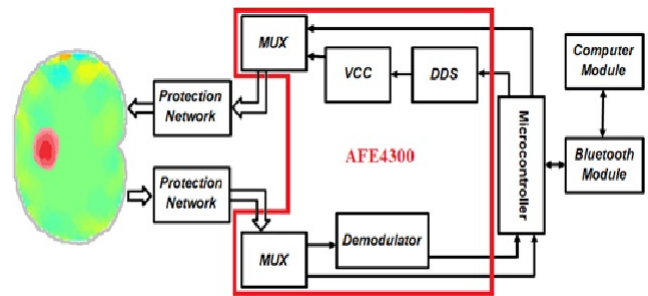 MUX
VCC
DDS
Protection
Network
AFE4300
Microcontroller
Computer
Module
Bluetooth
Module
Protection
Network
MUX
Demodulator